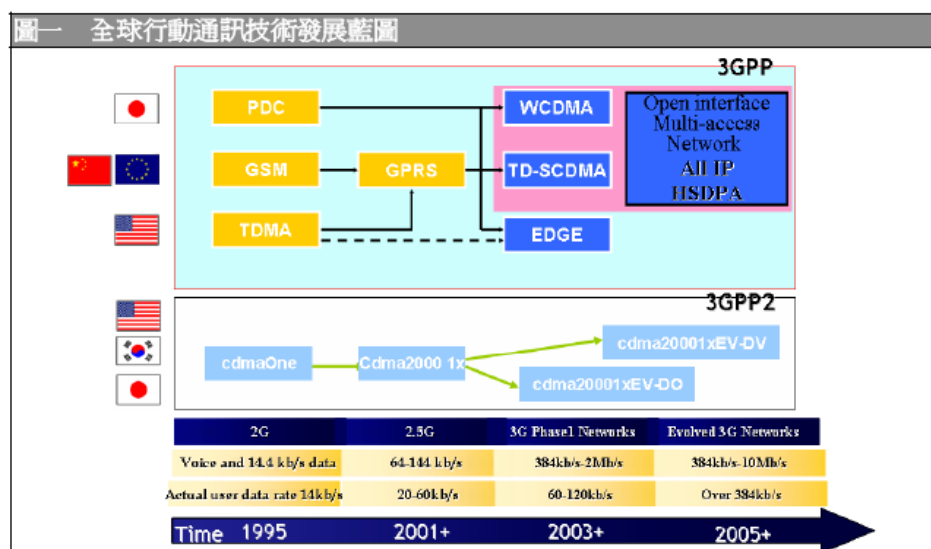 圖一 全球行動通訊技術發展藍圖
3GPP
PDC
WCDMA
Open interface
Multi-access
Network
All IP
HSDPA
GSM
GPRS
TD-SCDMA
TDMA
EDGE
3GPP2
cdmaOne
Cdma2000 1x
cdma20001xEV-DV
cdma20001xEV-DO
2G 2.5G 3G Phase1 Networks Evolved 3G Networks
Voice and 14.4 kb/s data 64-144 kb/s 384kb/s-2Mb/s 384kb/s-10Mb/s
Actual user data rate 14kb/s 20-60kb/s 60-120kb/s Over 384kb/s
Time 1995 2001+ 2003+ 2005+